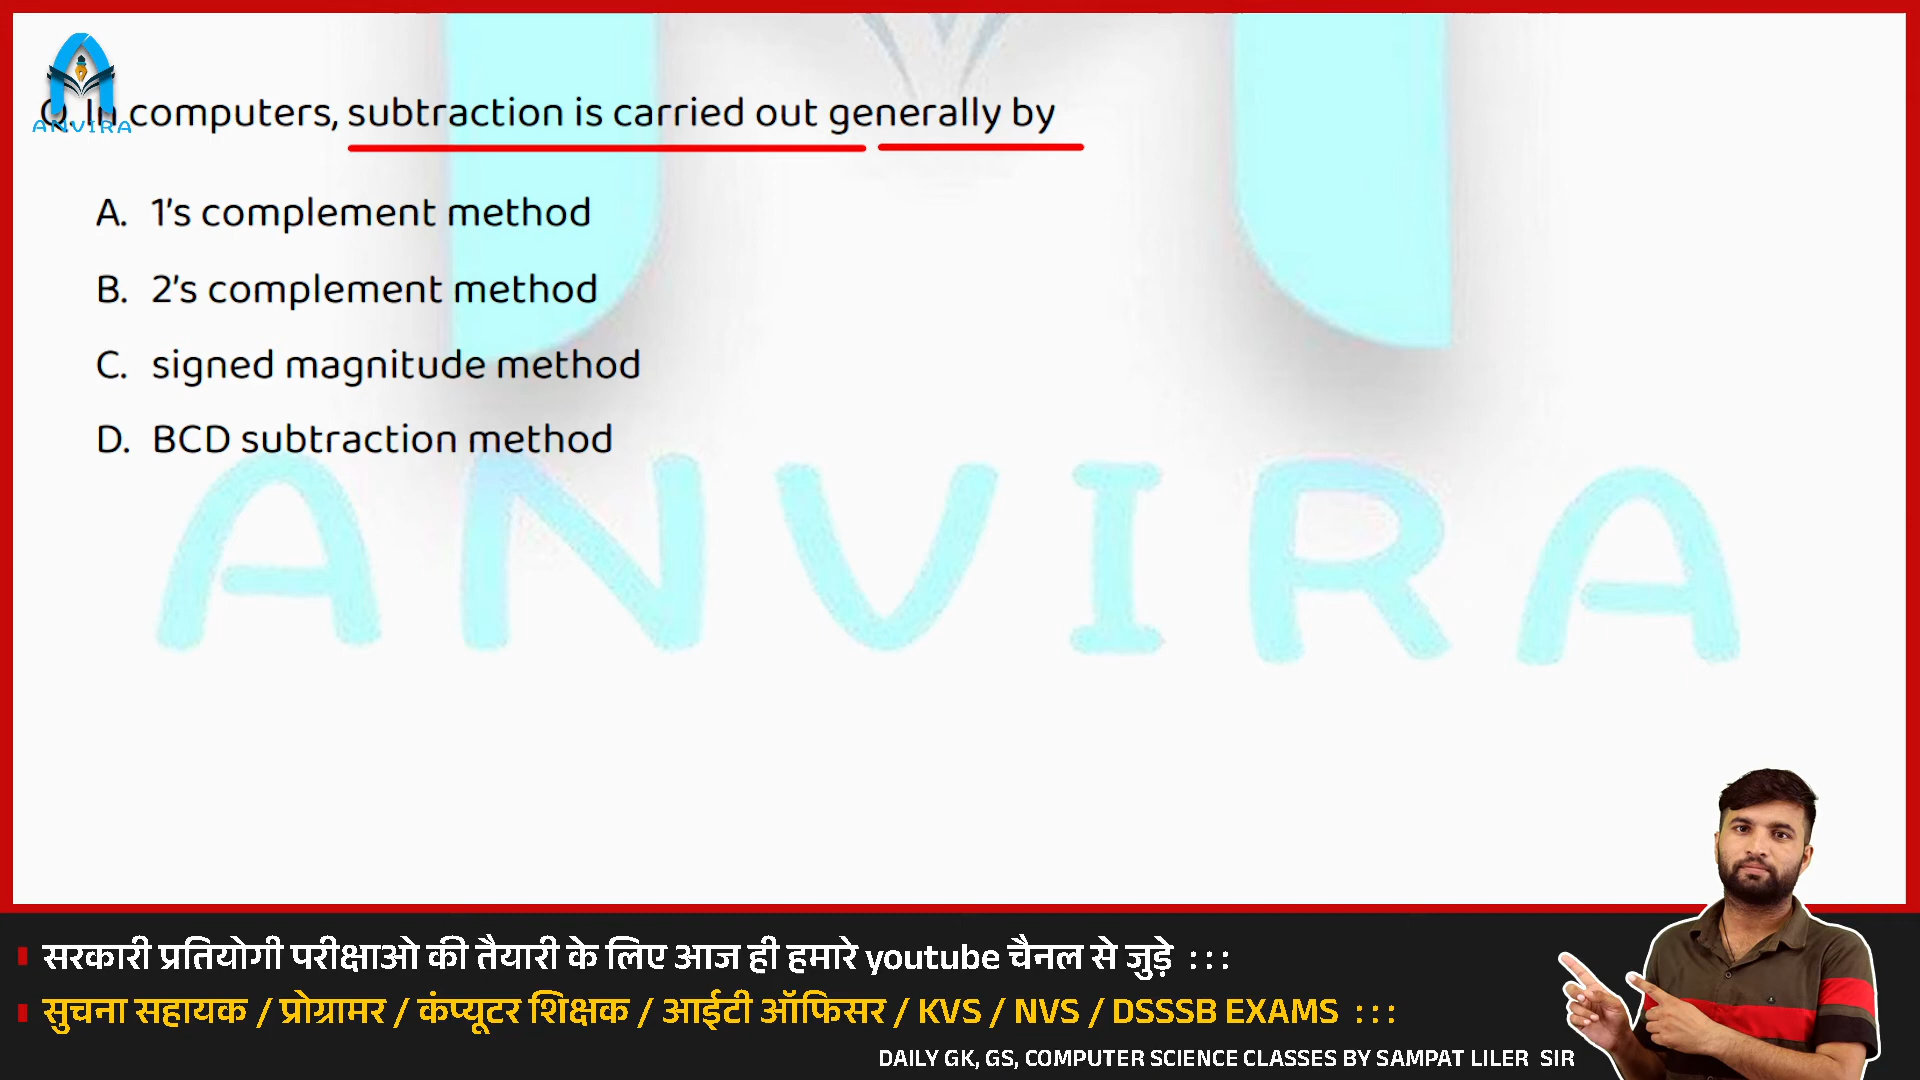 ANVIRA
Q. In computers, subtraction is carried out generally by
A. 1's complement method
B. 2's complement method
C. signed magnitude method
D. BCD subtraction method
ANVIRA
सरकारी प्रतियोगी परीक्षाओ की तैयारी के लिए आज ही हमारे youtube चैनल से जुड़े :::
सुचना सहायक / प्रोग्रामर / कंप्यूटर शिक्षक / आईटी ऑफिसर / KVS / NVS / DSSSB EXAMS :::
DAILY GK, GS, COMPUTER SCIENCE CLASSES BY SAMPAT LILER SIR